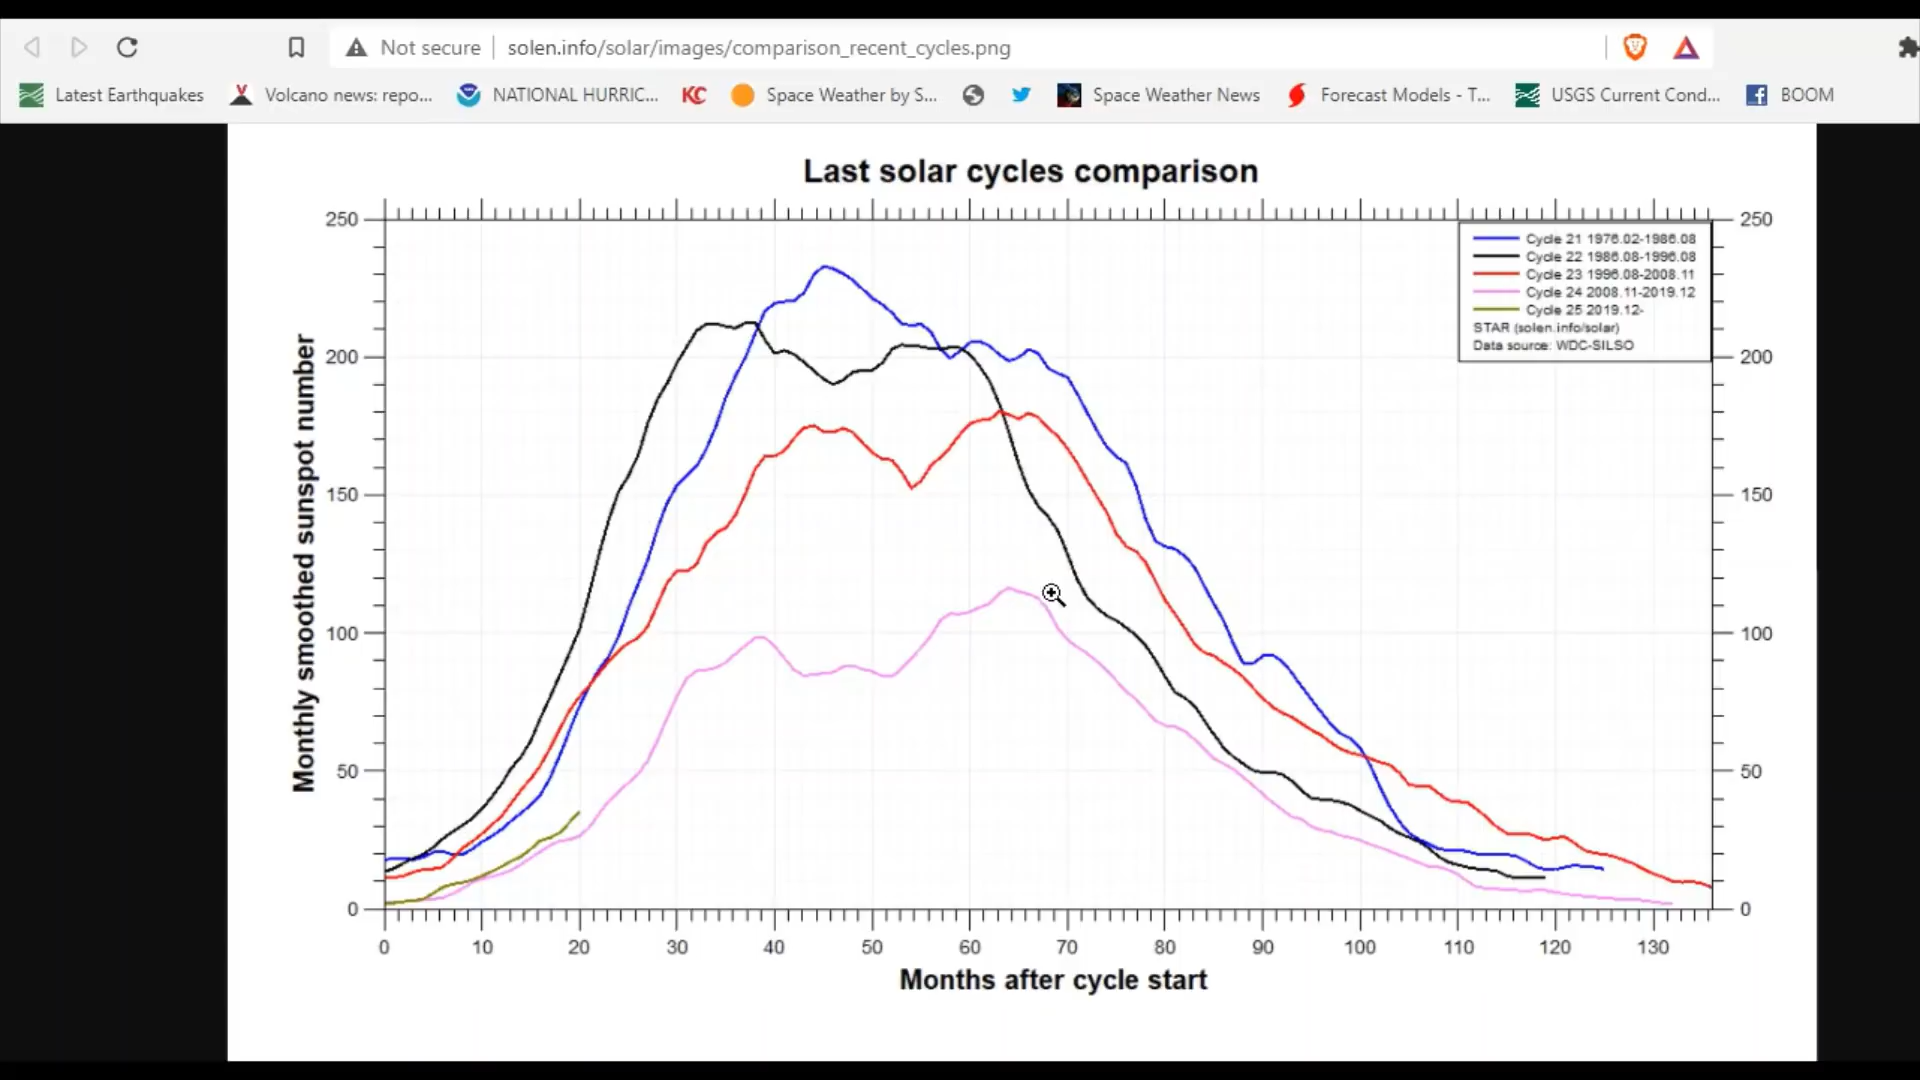 Not secure
solen.info/solar/images/comparison_recent_cycles.png
Latest Earthquakes
V
Volcano news: repo...
NATIONAL HURRIC...
KC
Space Weather by S...
Space Weather News
Forecast Models - T...
USGS Current Cond...
BOOM
Last solar cycles comparison
250
200
150
100
50
0
250
200
150
100
50
0
Monthly smoothed sunspot number
Cycle 21 1976.02-1986.08
Cycle 22 1986.08-1996.08
Cycle 23 1996.08-2008.11
Cycle 24 2008.11-2019.12
Cycle 25 2019.12-
STAR (solen.info/solar)
Data source: WDC-SILSO
0 10 20 30 40 50 60 70 80 90 100 110 120 130
Months after cycle start